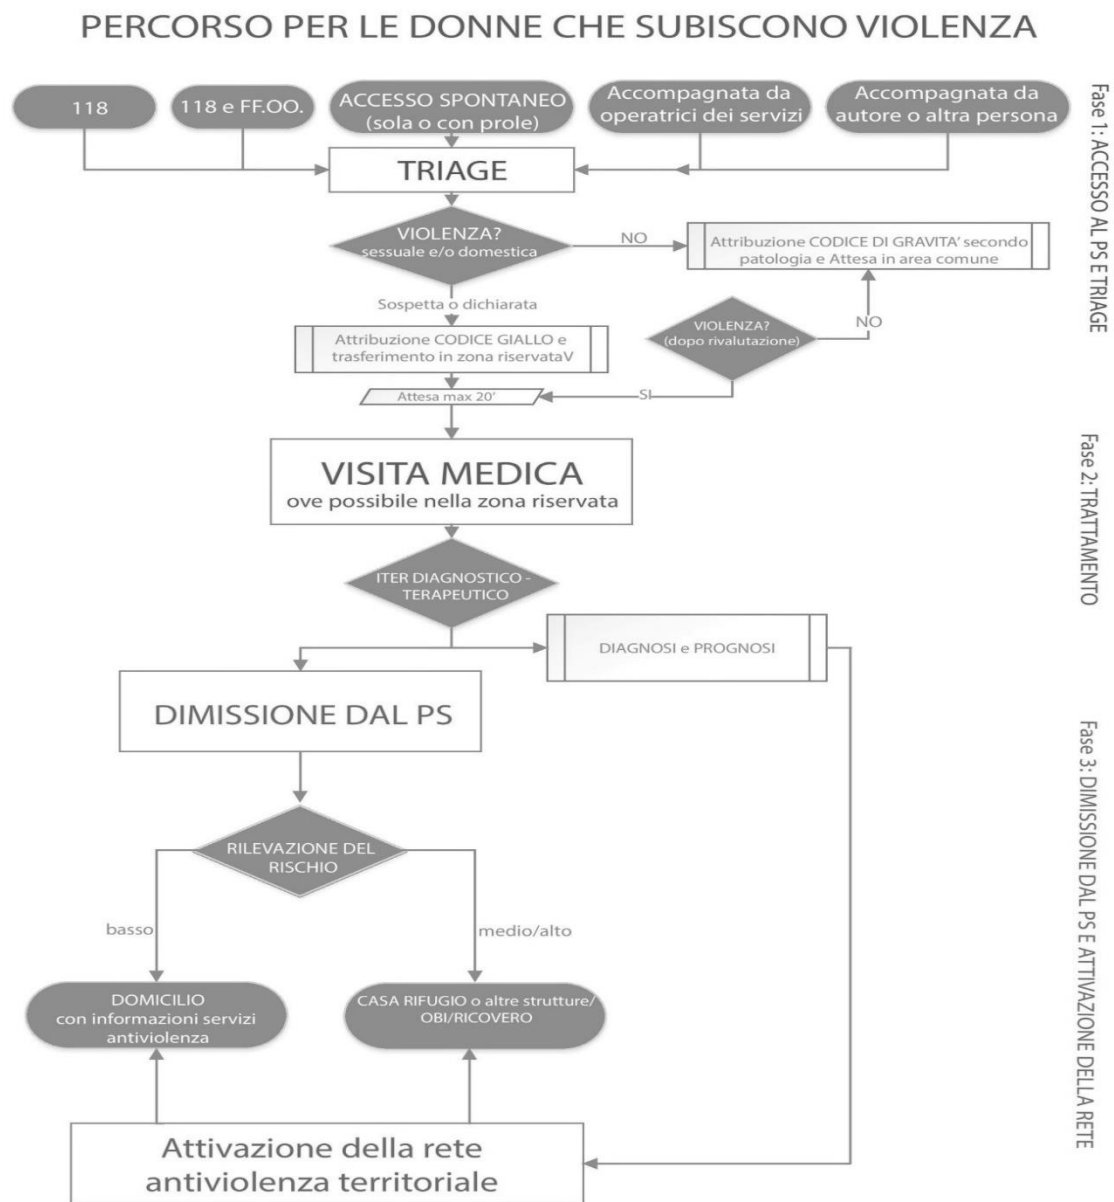 PERCORSO PER LE DONNE CHE SUBISCONO VIOLENZA
118
118 e FF.OO.
ACCESSO SPONTANEO
(sola o con prole)
Accompagnata da
operatrici dei servizi
Accompagnata da
autore o altra persona
TRIAGE
VIOLENZA?
sessuale e/o domestica
NO
Attribuzione CODICE DI GRAVITA' secondo
patologia e Attesa in area comune
Sospetta o dichiarata
VIOLENZA?
(dopo rivalutazione)
NO
Attribuzione CODICE GIALLO e
trasferimento in zona riservataV
Attesa max 20'
SI
Fase 1: ACCESSO AL PS E TRIAGE
VISITA MEDICA
ove possibile nella zona riservata
ITER DIAGNOSTICO -
TERAPEUTICO
Fase 2: TRATTAMENTO
DIAGNOSI e PROGNOSI
DIMISSIONE DAL PS
RILEVAZIONE DEL
RISCHIO
basso
medio/alto
DOMICILIO
con informazioni servizi
antiviolenza
CASA RIFUGIO o altre strutture/
OBI/RICOVERO
Attivazione della rete
antiviolenza territoriale
Fase 3: DIMISSIONE DAL PS E ATTIVAZIONE DELLA RETE